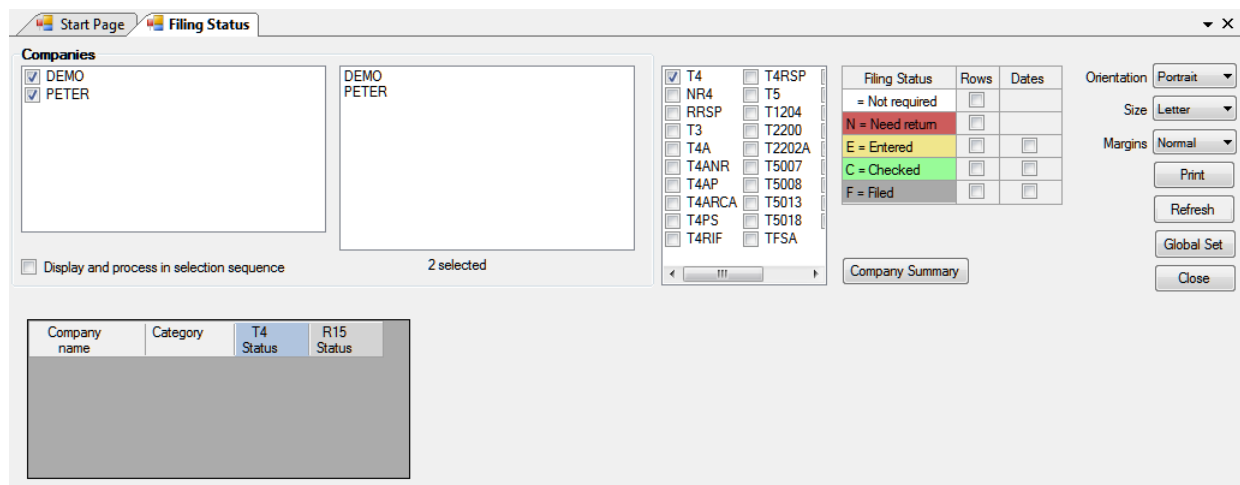 Start Page
Filing Status
Companies
DEMO
PETER
DEMO
PETER
Display and process in selection sequence
2 selected
T4
NR4
RRSP
T3
T4A
T4ANR
T4AP
T4ARCA
T4PS
T4RIF
T4RSP
T5
T1204
T2200
T2202A
T5007
T5008
T5013
T5018
TFSA
Filing Status Rows Dates
= Not required
N = Need return
E = Entered
C = Checked
F = Filed
Company Summary
Orientation Portrait
Size Letter
Margins Normal
Print
Refresh
Global Set
Close
Company name Category T4 Status R15 Status